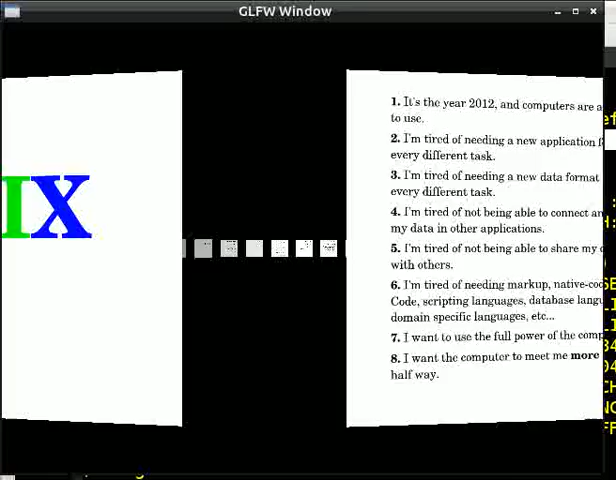 GLFW Window
IX
1. It's the year 2012, and computers are a
to use.
2. I'm tired of needing a new application f
every different task.
3. I'm tired of needing a new data format
every different task.
4. I'm tired of not being able to connect an
my data in other applications.
5. I'm tired of not being able to share my
with others.
6. I'm tired of needing markup, native-cod
Code, scripting languages, database langu
domain specific languages, etc...
7. I want to use the full power of the comp
8. I want the computer to meet me more
half way.